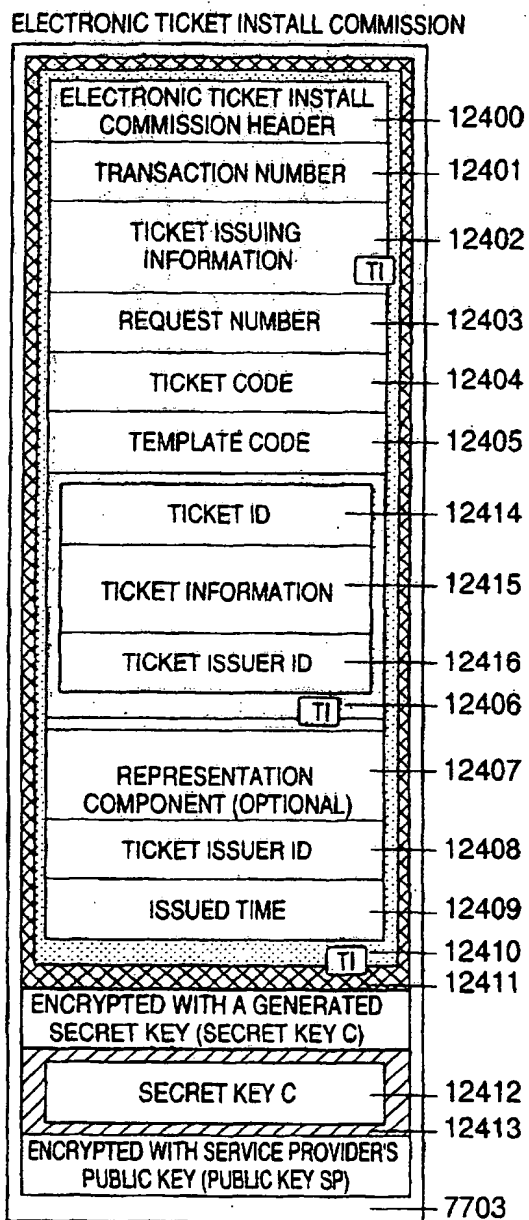 ELECTRONIC TICKET INSTALL COMMISSION
ELECTRONIC TICKET INSTALL
COMMISSION HEADER
12400
TRANSACTION NUMBER
12401
TICKET ISSUING
INFORMATION
12402
TI
REQUEST NUMBER
12403
TICKET CODE
12404
TEMPLATE CODE
12405
TICKET ID
12414
TICKET INFORMATION
12415
TICKET ISSUER ID
12416
TI
12406
REPRESENTATION
COMPONENT (OPTIONAL)
12407
TICKET ISSUER ID
12408
ISSUED TIME
12409
TI
12410
12411
ENCRYPTED WITH A GENERATED
SECRET KEY (SECRET KEY C)
SECRET KEY C
12412
12413
ENCRYPTED WITH SERVICE PROVIDER'S
PUBLIC KEY (PUBLIC KEY SP)
7703